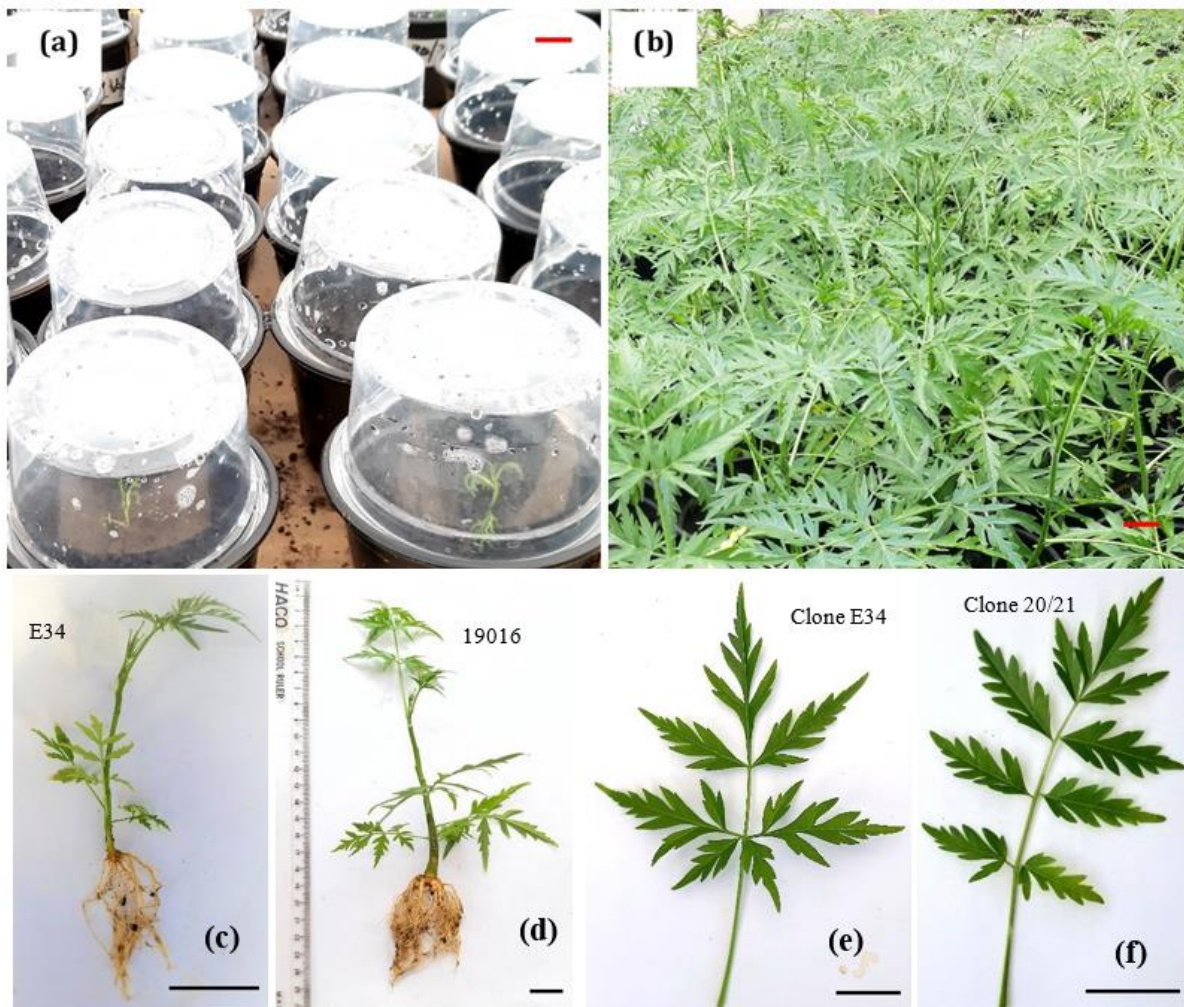 (a)
(b)
E34
HACO SCHOOL RULER
19016
Clone E34
Clone 20/21
(c)
(d)
(e)
(f)